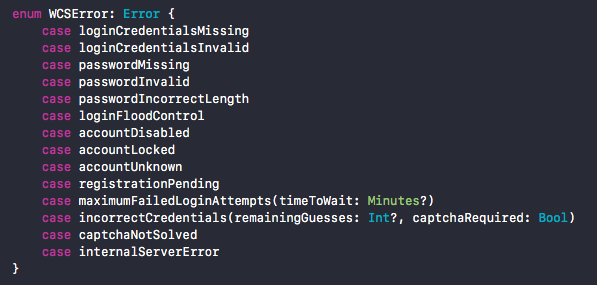 enum WCSError: Error {
    case loginCredentialsMissing
    case loginCredentialsInvalid
    case passwordMissing
    case passwordInvalid
    case passwordIncorrectLength
    case loginFloodControl
    case accountDisabled
    case accountLocked
    case accountUnknown
    case registrationPending
    case maximumFailedLoginAttempts(timeToWait: Minutes?)
    case incorrectCredentials(remainingGuesses: Int?, captchaRequired: Bool)
    case captchaNotSolved
    case internalServerError
}